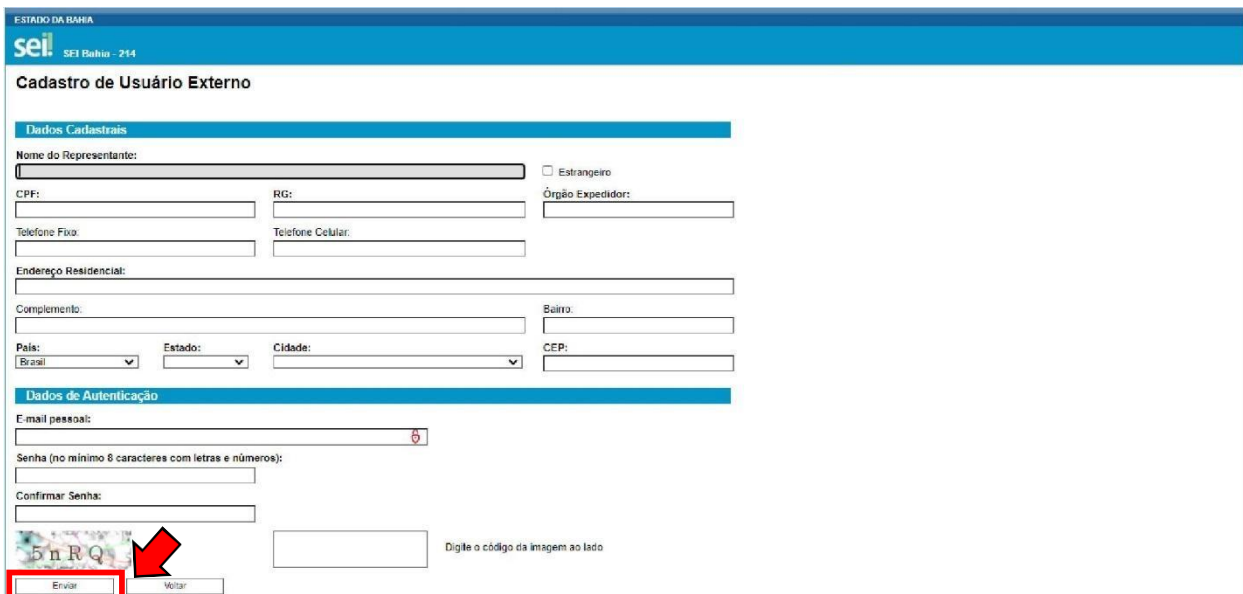 ESTADO DA BAHIA
sei! SEI Bahia - 214
Cadastro de Usuário Externo
Dados Cadastrais
Nome do Representante:
Estrangeiro
CPF: RG: Órgão Expedidor:
Telefone Fixo: Telefone Celular:
Endereço Residencial:
Complemento: Bairro:
País: Estado: Cidade: CEP:
Brasil
Dados de Autenticação
E-mail pessoal:
Senha (no mínimo 8 caracteres com letras e números):
Confirmar Senha:
5nRQ Digite o código da imagem ao lado
Enviar Voltar